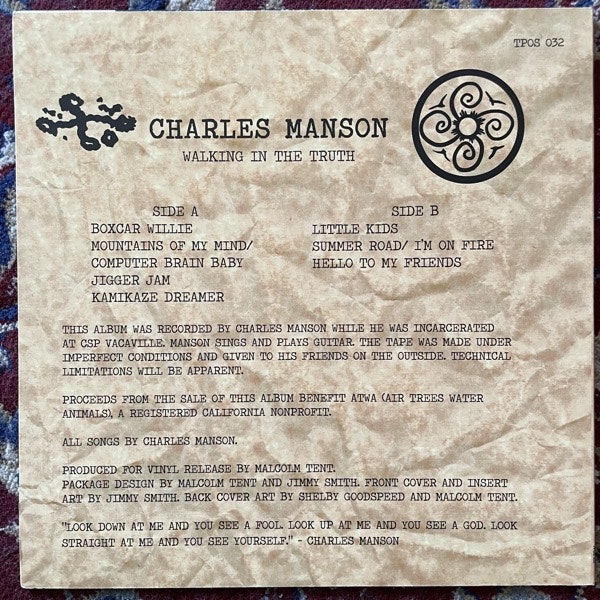 TPOS 032
CHARLES MANSON
WALKING IN THE TRUTH
SIDE A
BOXCAR WILLIE
MOUNTAINS OF MY MIND/
COMPUTER BRAIN BABY
JIGGER JAM
KAMIKAZE DREAMER
SIDE B
LITTLE KIDS
SUMMER ROAD/ I'M ON FIRE
HELLO TO MY FRIENDS
THIS ALBUM WAS RECORDED BY CHARLES MANSON WHILE HE WAS INCARCERATED
AT CSP VACAVILLE. MANSON SINGS AND PLAYS GUITAR. THE TAPE WAS MADE UNDER
IMPERFECT CONDITIONS AND GIVEN TO HIS FRIENDS ON THE OUTSIDE. TECHNICAL
LIMITATIONS WILL BE APPARENT.
PROCEEDS FROM THE SALE OF THIS ALBUM BENEFIT ATWA (AIR TREES WATER
ANIMALS), A REGISTERED CALIFORNIA NONPROFIT.
ALL SONGS BY CHARLES MANSON.
PRODUCED FOR VINYL RELEASE BY MALCOLM TENT.
PACKAGE DESIGN BY MALCOLM TENT AND JIMMY SMITH. FRONT COVER AND INSERT
ART BY JIMMY SMITH. BACK COVER ART BY SHELBY GOODSPEED AND MALCOLM TENT.
"LOOK DOWN AT ME AND YOU SEE A FOOL. LOOK UP AT ME AND YOU SEE A GOD. LOOK
STRAIGHT AT ME AND YOU SEE YOURSELF." - CHARLES MANSON